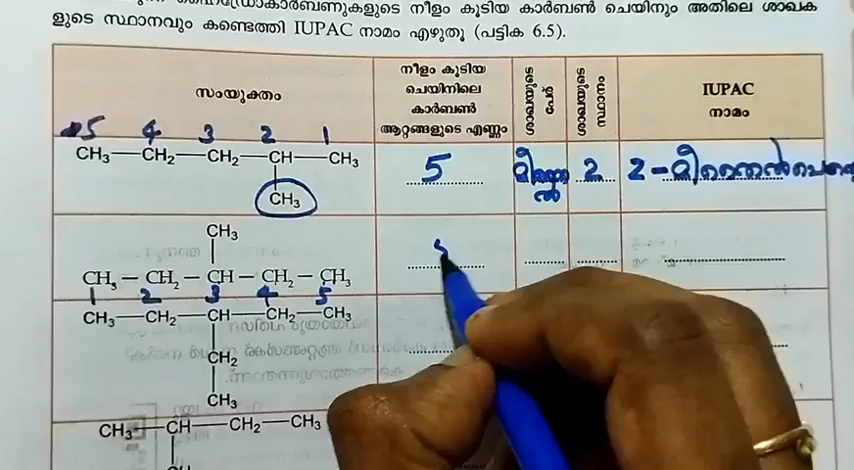 കാർബണുകളുടെ നീളം കൂടിയ കാർബൺ ചെയിനും അതിലെ ശാഖക
ളുടെ സ്ഥാനവും കണ്ടെത്തി IUPAC നാമം എഴുതൂ (പട്ടിക 6.5).
സംയുക്തം
നീളം കൂടിയ
ചെയിനിലെ
കാർബൺ
ആറ്റങ്ങളുടെ എണ്ണം
ശാഖയുടെ
പേര്
ശാഖയുടെ
സ്ഥാനം
IUPAC
നാമം
5 4 3 2 1
CH₃—CH₂—CH₂—CH—CH₃
CH₃
5
2
2-മീതൈൽ
CH₃
CH₃—CH₂—CH—CH₂—CH₃
1 2 3 4 5
CH₃—CH₂—CH—CH₂—CH₃
CH₂
CH₃
CH₃—CH—CH₂—CH₃